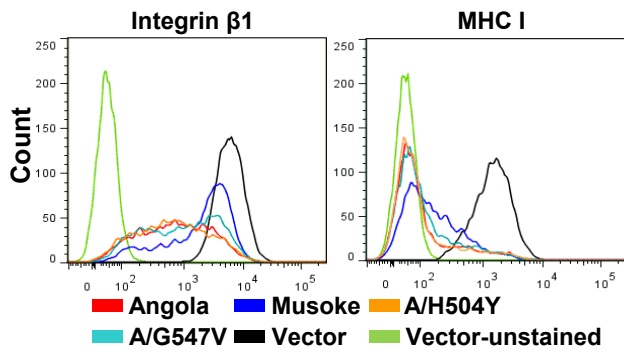 Integrin β1
MHC I
Count
250
200
150
100
50
0
0 10² 10³ 10⁴ 10⁵
250
200
150
100
50
0
0 10² 10³ 10⁴ 10⁵
Angola Musoke A/H504Y
A/G547V Vector Vector-unstained